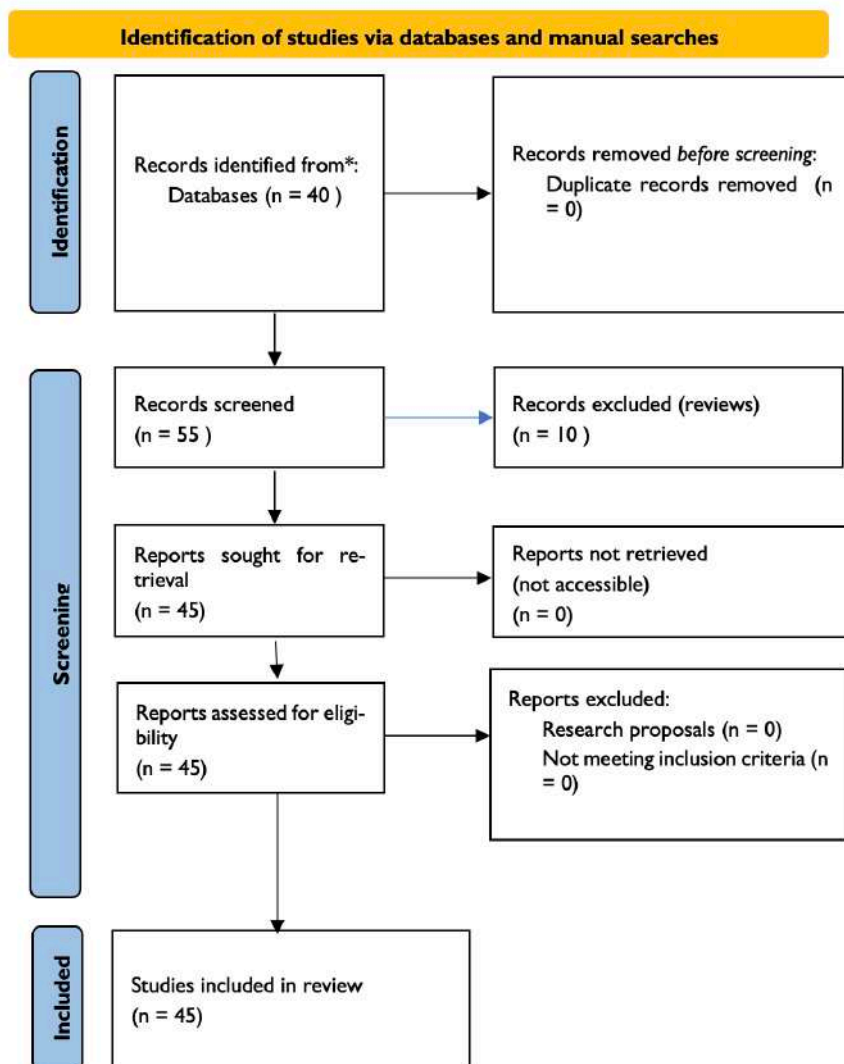 Identification of studies via databases and manual searches
Identification
Records identified from*:
Databases (n = 40 )
Records removed before screening:
Duplicate records removed (n
= 0)
Screening
Records screened
(n = 55 )
Records excluded (reviews)
(n = 10 )
Reports sought for re-
trieval
(n = 45)
Reports not retrieved
(not accessible)
(n = 0)
Reports assessed for eligi-
bility
(n = 45)
Reports excluded:
Research proposals (n = 0)
Not meeting inclusion criteria (n
= 0)
Included
Studies included in review
(n = 45)